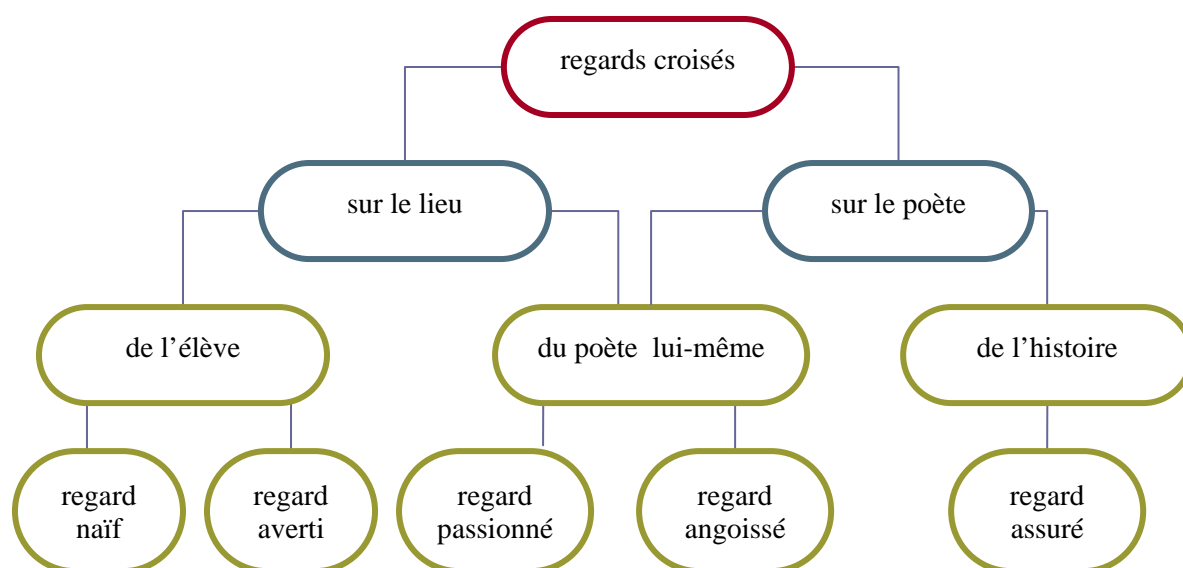 regards croisés
sur le lieu
sur le poète
de l’élève
du poète lui-même
de l’histoire
regard
naïf
regard
averti
regard
passionné
regard
angoissé
regard
assuré